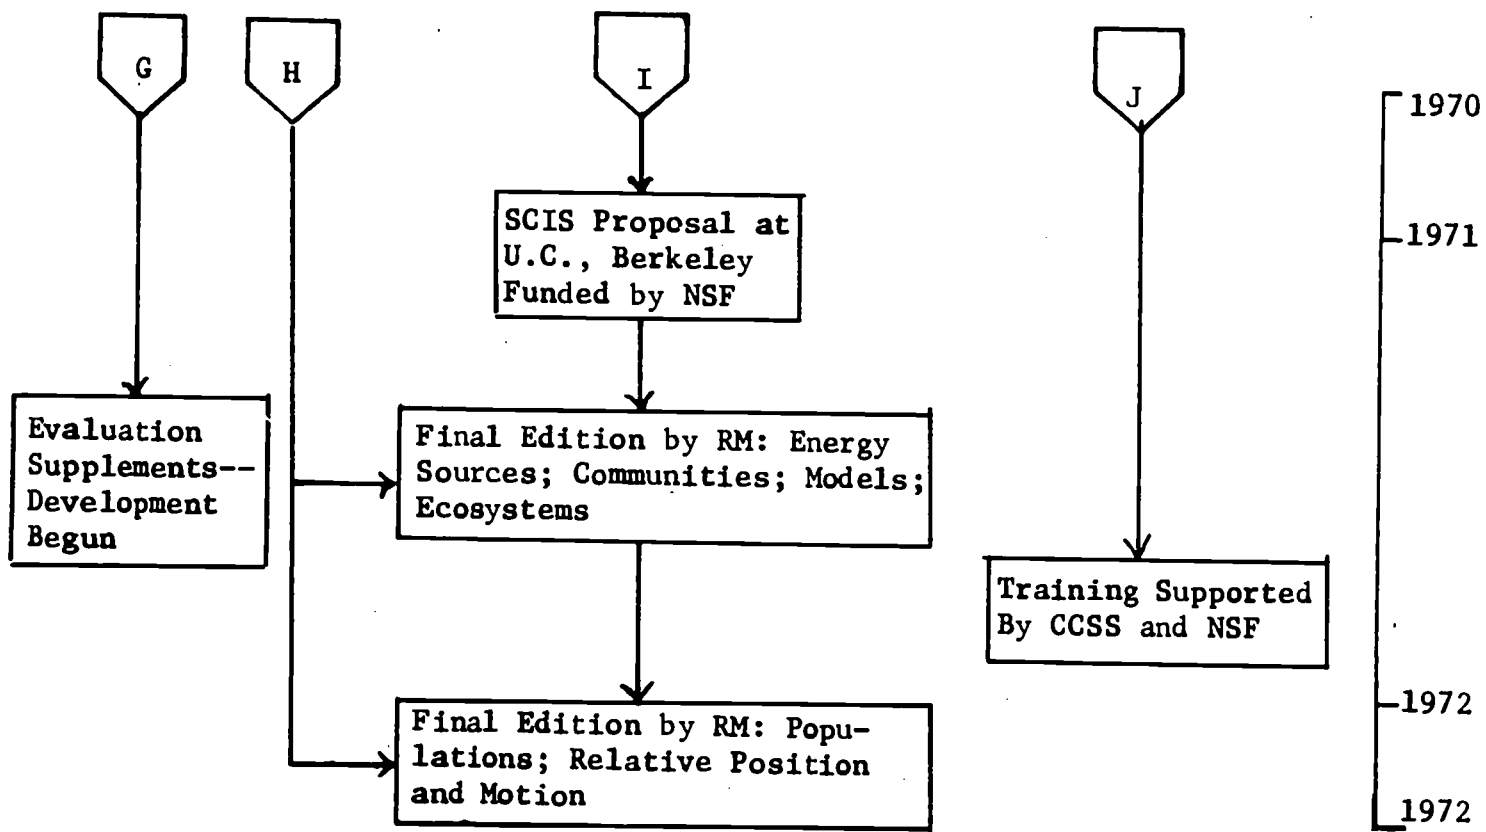 G
H
I
J
1970
SCIS Proposal at
U.C., Berkeley
Funded by NSF
1971
Evaluation
Supplements--
Development
Begun
Final Edition by RM: Energy
Sources; Communities; Models;
Ecosystems
Training Supported
By CCSS and NSF
1972
Final Edition by RM: Popu-
lations; Relative Position
and Motion
1972